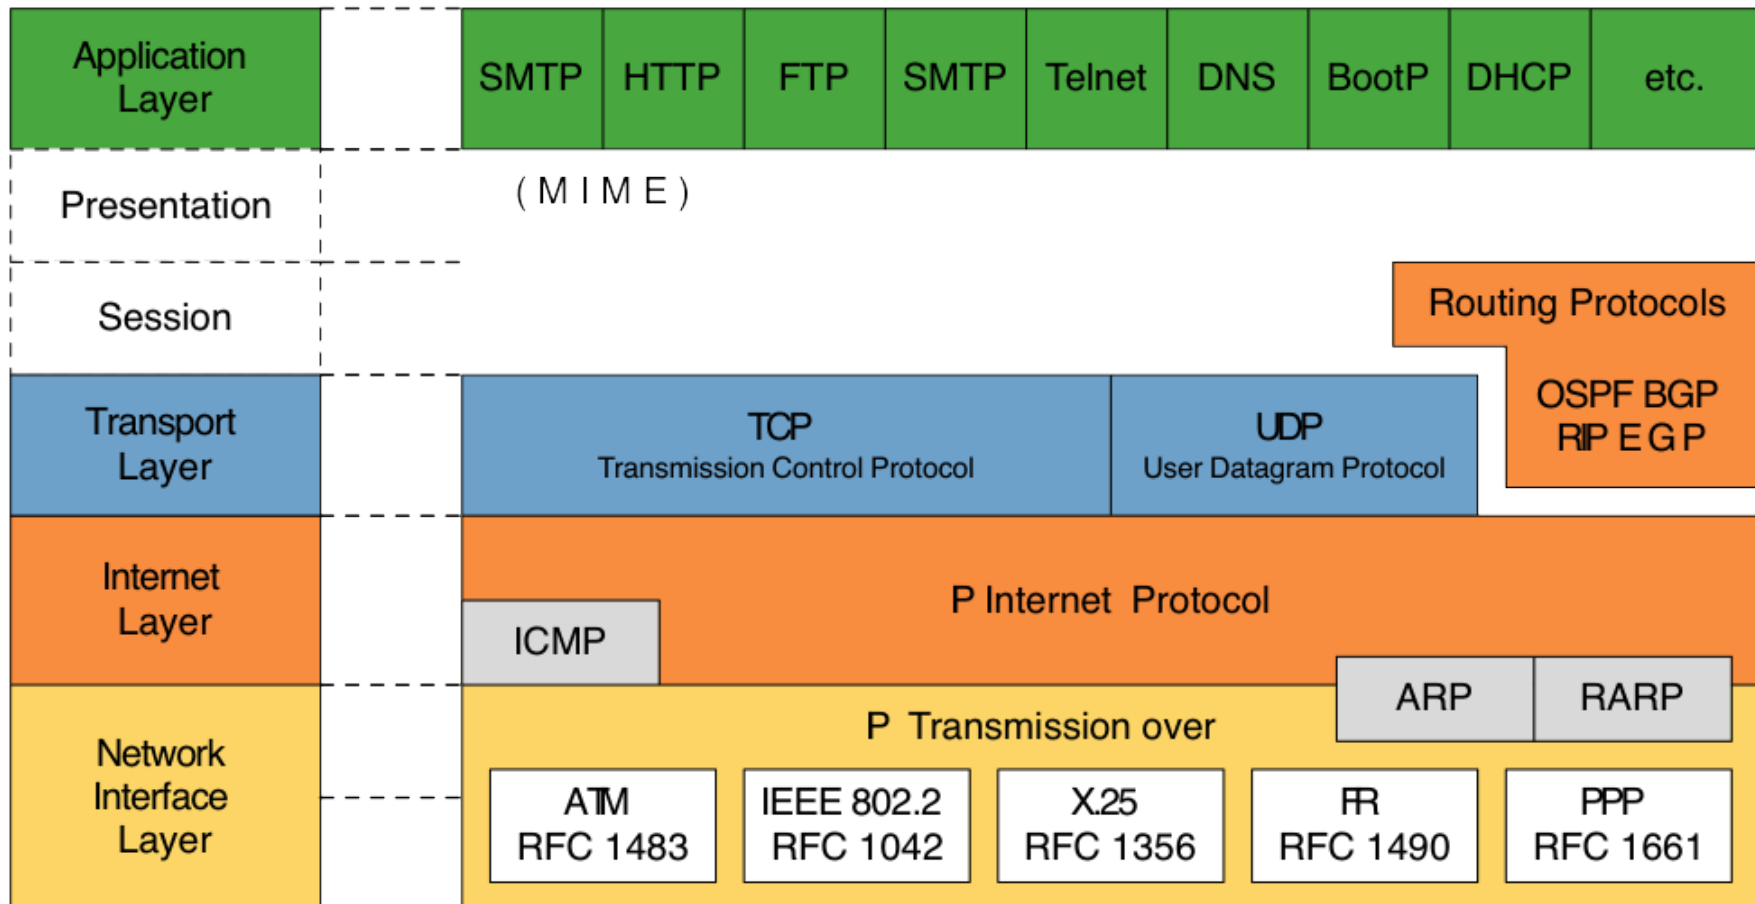 Application
Layer
SMTP HTTP FTP SMTP Telnet DNS BootP DHCP etc.
Presentation
(MIME)
Session
Routing Protocols
OSPF BGP
RIP EGP
Transport
Layer
TCP
Transmission Control Protocol
UDP
User Datagram Protocol
Internet
Layer
P Internet Protocol
ICMP
ARP RARP
Network
Interface
Layer
P Transmission over
ATM
RFC 1483
IEEE 802.2
RFC 1042
X.25
RFC 1356
FR
RFC 1490
PPP
RFC 1661